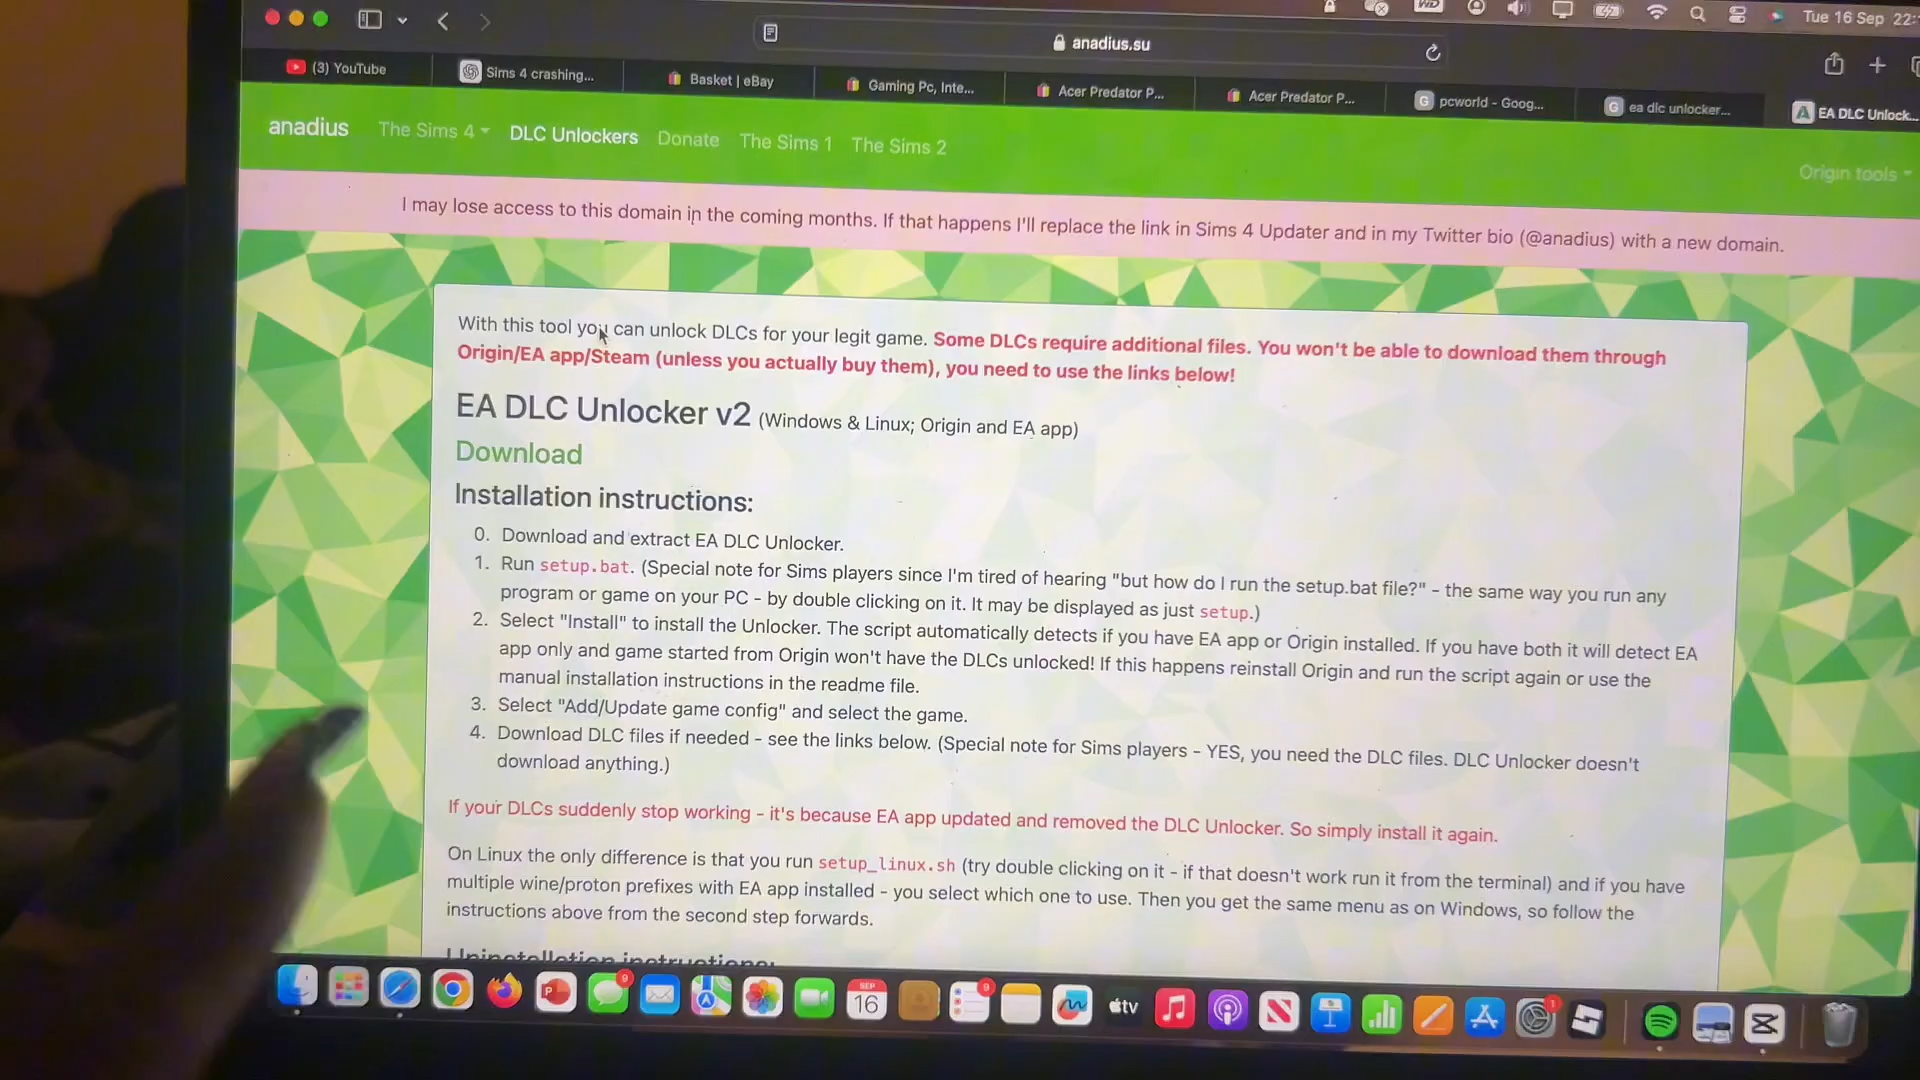 Tue 16 Sep 22:
anadius.su
(3) YouTube
Sims 4 crashing...
Basket | eBay
Gaming Pc, Inte...
Acer Predator P...
Acer Predator P...
pcworld - Goog...
ea dlc unlocker...
EA DLC Unlock...
anadius
The Sims 4
DLC Unlockers
Donate
The Sims 1
The Sims 2
Origin tools
I may lose access to this domain in the coming months. If that happens I'll replace the link in Sims 4 Updater and in my Twitter bio (@anadius) with a new domain.
With this tool you can unlock DLCs for your legit game. Some DLCs require additional files. You won't be able to download them through
Origin/EA app/Steam (unless you actually buy them), you need to use the links below!
EA DLC Unlocker v2 (Windows & Linux; Origin and EA app)
Download
Installation instructions:
0. Download and extract EA DLC Unlocker.
1. Run setup.bat. (Special note for Sims players since I'm tired of hearing "but how do I run the setup.bat file?" - the same way you run any
program or game on your PC - by double clicking on it. It may be displayed as just setup.)
2. Select "Install" to install the Unlocker. The script automatically detects if you have EA app or Origin installed. If you have both it will detect EA
app only and game started from Origin won't have the DLCs unlocked! If this happens reinstall Origin and run the script again or use the
manual installation instructions in the readme file.
3. Select "Add/Update game config" and select the game.
4. Download DLC files if needed - see the links below. (Special note for Sims players - YES, you need the DLC files. DLC Unlocker doesn't
download anything.)
If your DLCs suddenly stop working - it's because EA app updated and removed the DLC Unlocker. So simply install it again.
On Linux the only difference is that you run setup_linux.sh (try double clicking on it - if that doesn't work run it from the terminal) and if you have
multiple wine/proton prefixes with EA app installed - you select which one to use. Then you get the same menu as on Windows, so follow the
instructions above from the second step forwards.
Uninstallation instructions:
9
SEP
16
9
tv
1